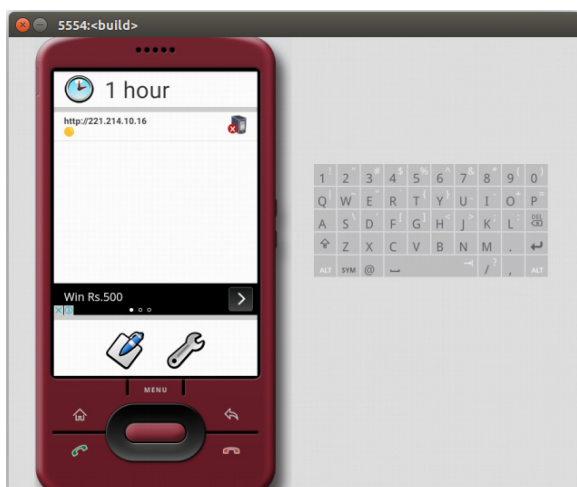 5554:<build>
1 hour
http://221.214.10.16
Win Rs.500
MENU
1 ! 2 " 3 # 4 $ 5 % 6 ^ 7 & 8 * 9 ( 0 )
Q W E R T Y U I O P
A S D F G H J K L DEL
Z X C V B N M .
ALT SYM @ / ? , ALT